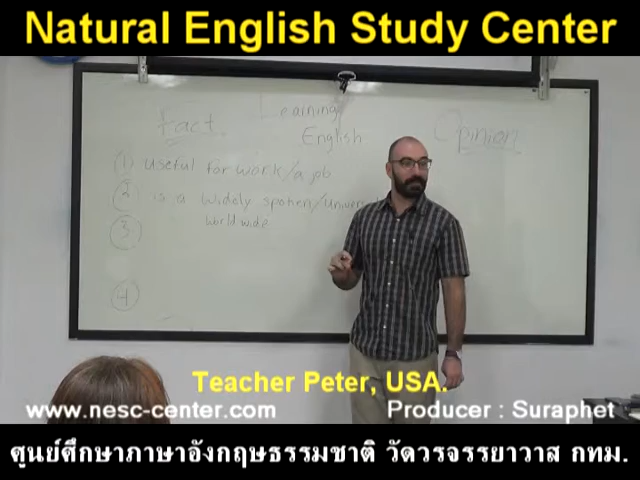 Natural English Study Center
Fact
Learning
English
Opinion
1 useful for work/a job
2 is a widely spoken/univers
world wide
3
4
Teacher Peter, USA.
www.nesc-center.com
Producer : Suraphet
ศูนย์ศึกษาภาษาอังกฤษธรรมชาติ วัดวรจรรยาวาส กทม.